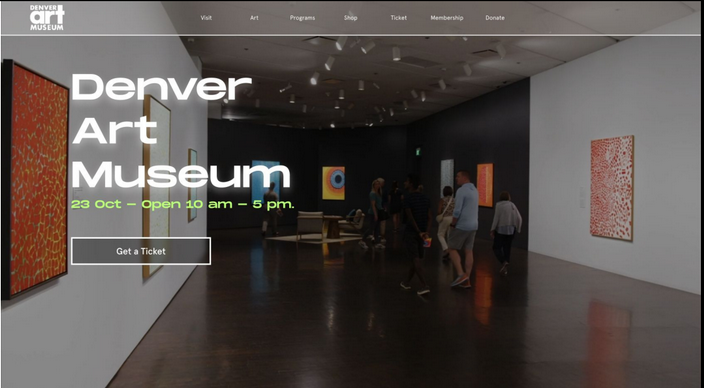 DENVER
art
MUSEUM
Visit Art Programs Shop Ticket Membership Donate
Denver
Art
Museum
23 Oct – Open 10 am – 5 pm.
Get a Ticket